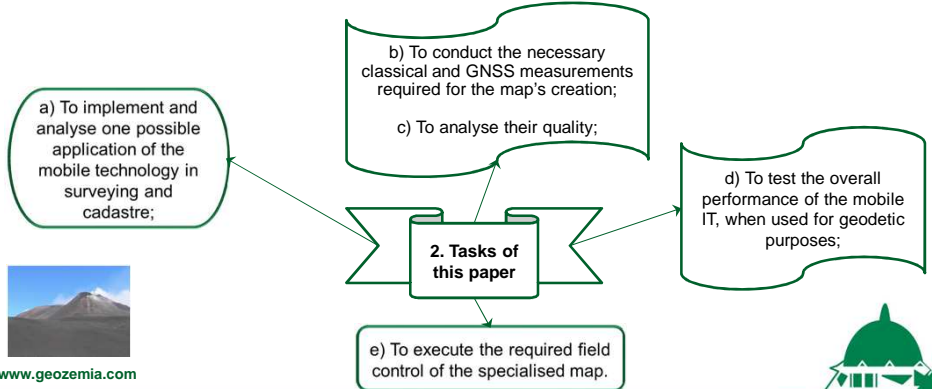 2. Tasks of
this paper
a) To implement and
analyse one possible
application of the
mobile technology in
surveying and
cadastre;
b) To conduct the necessary
classical and GNSS measurements
required for the map's creation;
c) To analyse their quality;
d) To test the overall
performance of the mobile
IT, when used for geodetic
purposes;
e) To execute the required field
control of the specialised map.
www.geozemia.com